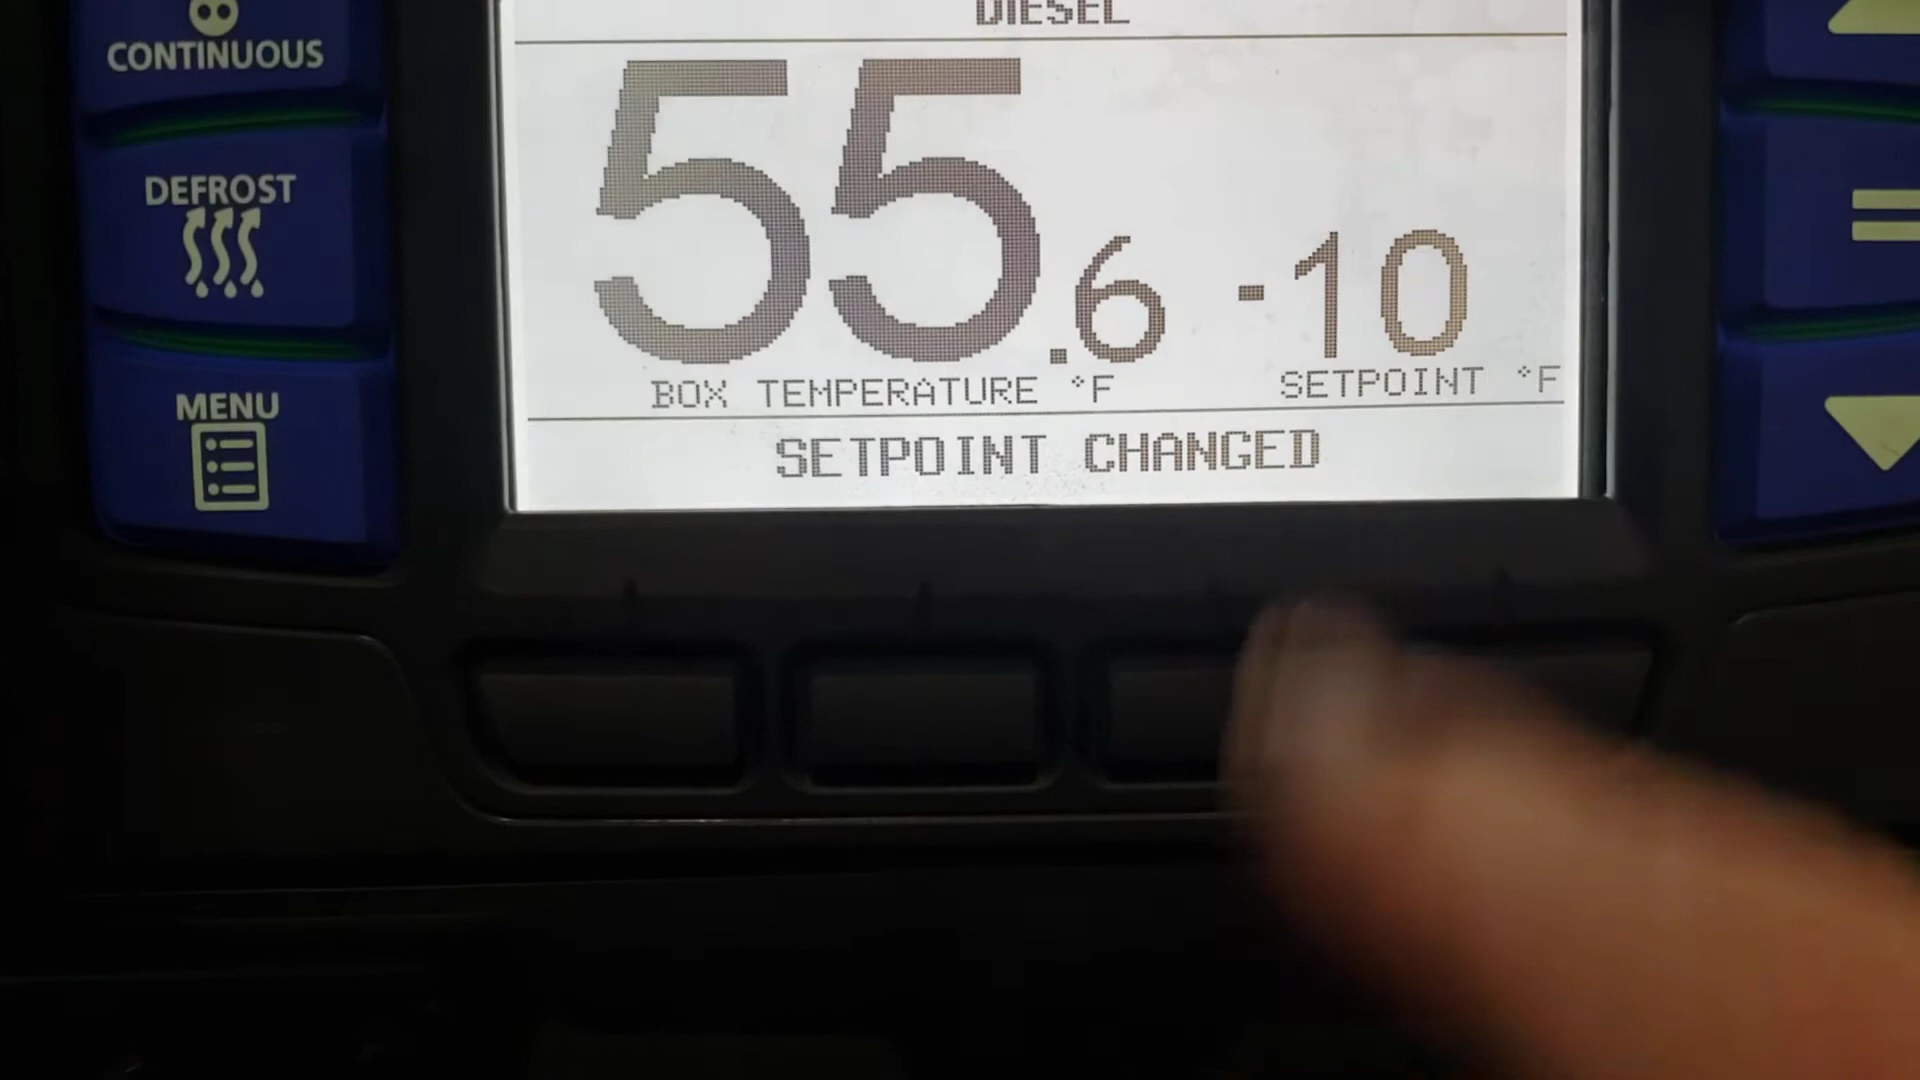 DIESEL
CONTINUOUS
DEFROST
MENU
55.6 -10
BOX TEMPERATURE °F SETPOINT °F
SETPOINT CHANGED